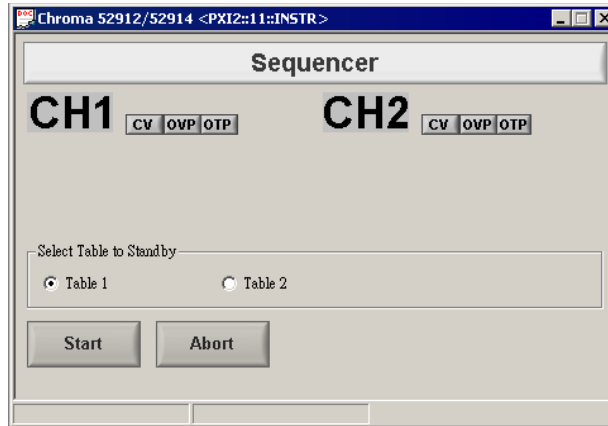 Chroma 52912/52914 <PXI2::11::INSTR>
Sequencer
CH1 CV OVP OTP CH2 CV OVP OTP
Select Table to Standby
Table 1 Table 2
Start Abort